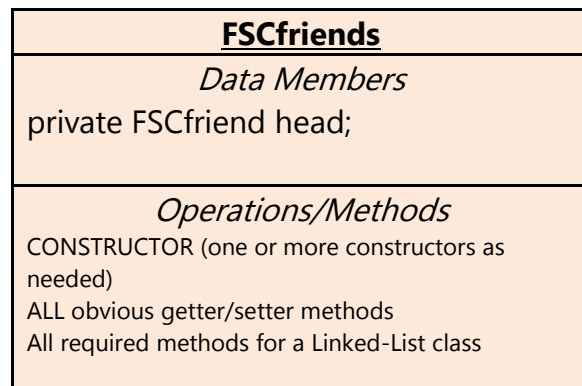 FSCfriends
Data Members
private FSCfriend head;
Operations/Methods
CONSTRUCTOR (one or more constructors as
needed)
ALL obvious getter/setter methods
All required methods for a Linked-List class